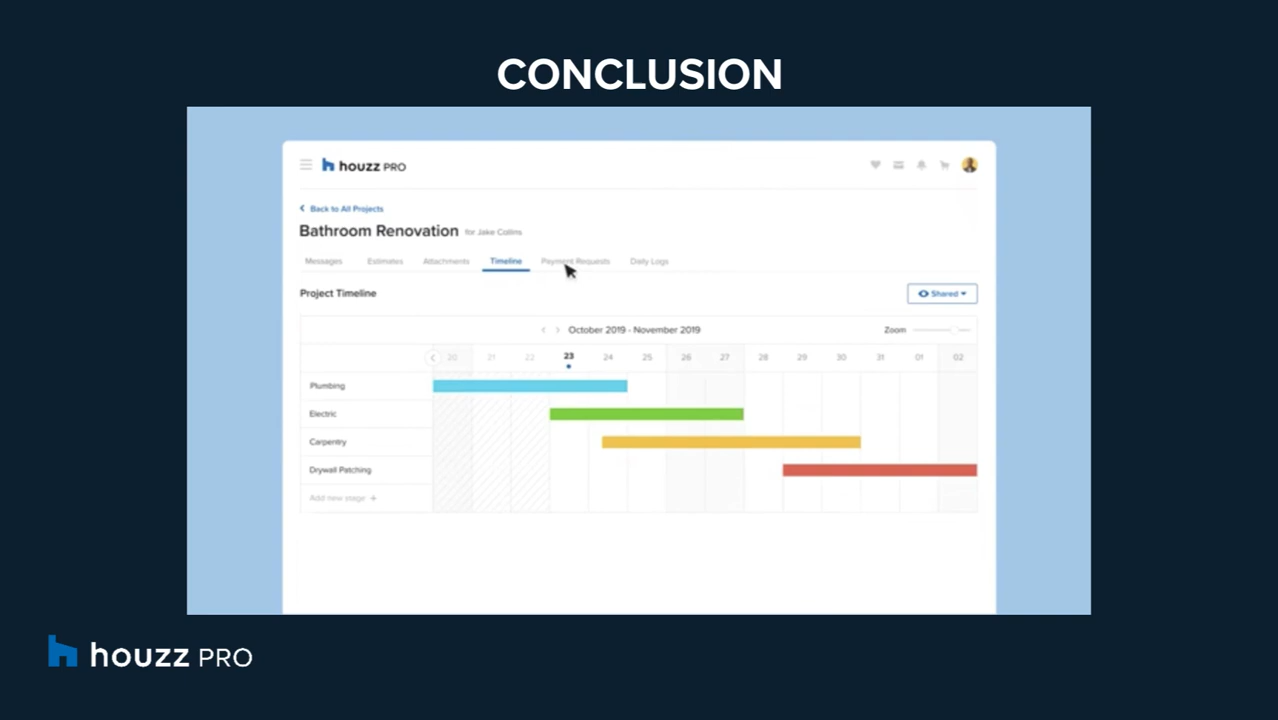 CONCLUSION
houzz PRO
Back to All Projects
Bathroom Renovation for Jake Collins
Messages Estimates Attachments Timeline Payment Requests Daily Logs
Project Timeline Shared
October 2019 - November 2019 Zoom
20 21 22 23 24 25 26 27 28 29 30 31 01 02
Plumbing
Electric
Carpentry
Drywall Patching
Add new stage +
houzz PRO